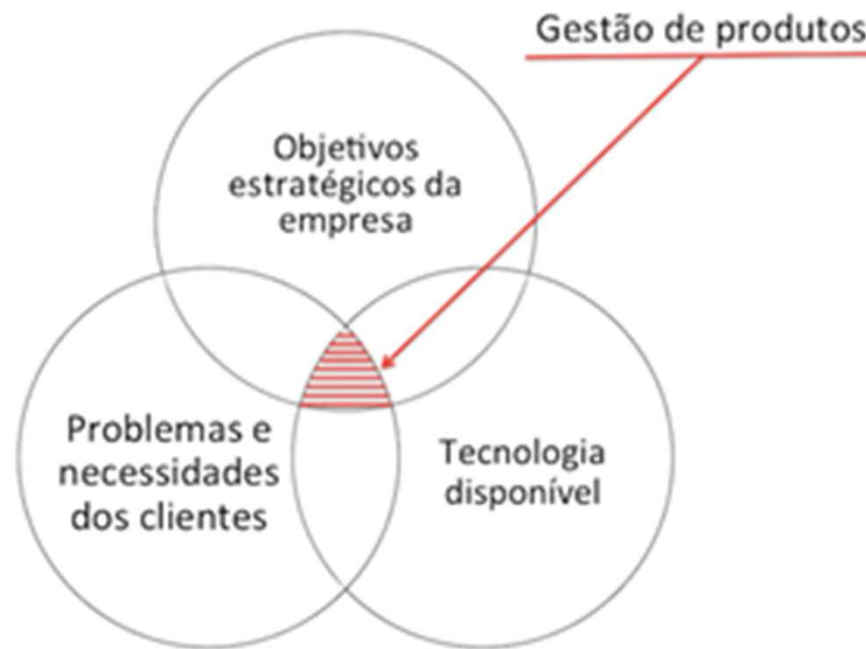 Gestão de produtos
Objetivos
estratégicos da
empresa
Problemas e
necessidades
dos clientes
Tecnologia
disponível